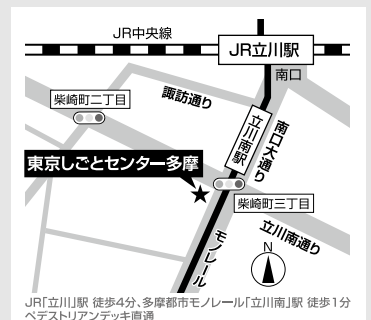 JR中央線
JR立川駅
南口
柴崎町二丁目
諏訪通り
立川南駅
南口大通り
東京しごとセンター多摩
柴崎町三丁目
立川南通り
モノレール
N
JR「立川」駅 徒歩4分、多摩都市モノレール「立川南」駅 徒歩1分
ペデストリアンデッキ直通